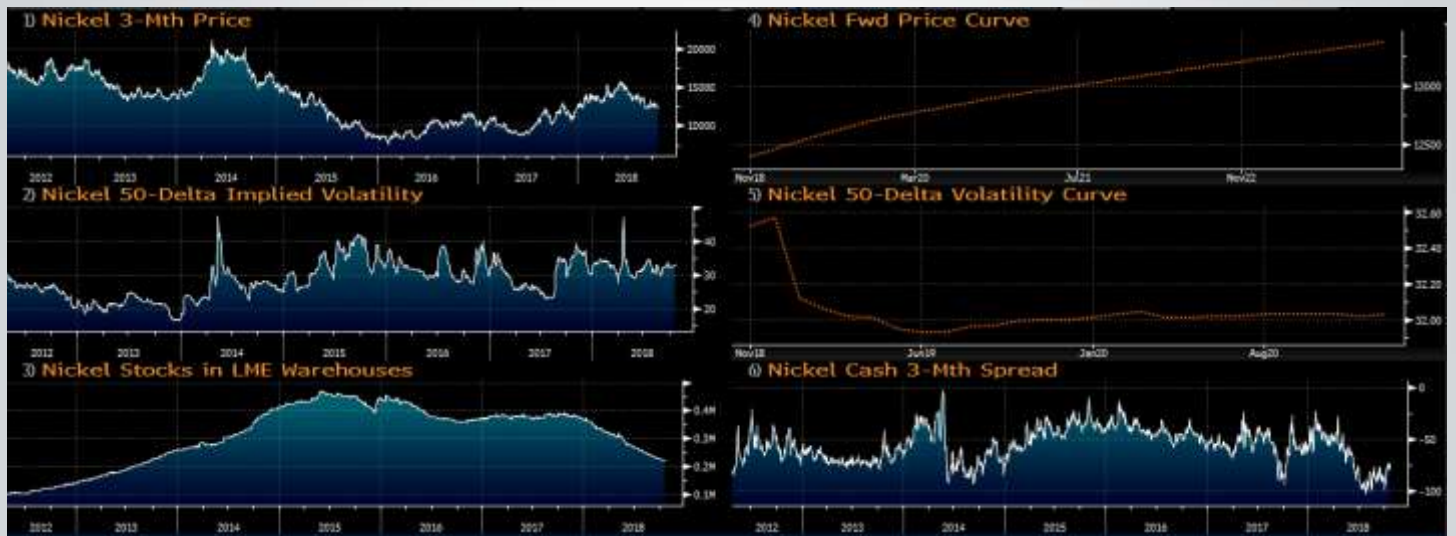 1) Nickel 3-Mth Price
20000
1500E
10000
2012 2013 2014 2015 2016 2017 2018
2) Nickel 50-Delta Implied Volatility
40
30
20
2012 2013 2014 2015 2016 2017 2018
3) Nickel Stocks in LME Warehouses
0.4M
0.3M
0.2M
0.1M
2012 2013 2014 2015 2016 2017 2018
4) Nickel Fwd Price Curve
13000
12500
Nov18 Mar20 Jul21 Nov22
5) Nickel 50-Delta Volatility Curve
32.60
32.40
32.20
32.00
Nov18 Jun19 Jan20 Aug20
6) Nickel Cash 3-Mth Spread
0
-50
-100
2012 2013 2014 2015 2016 2017 2018